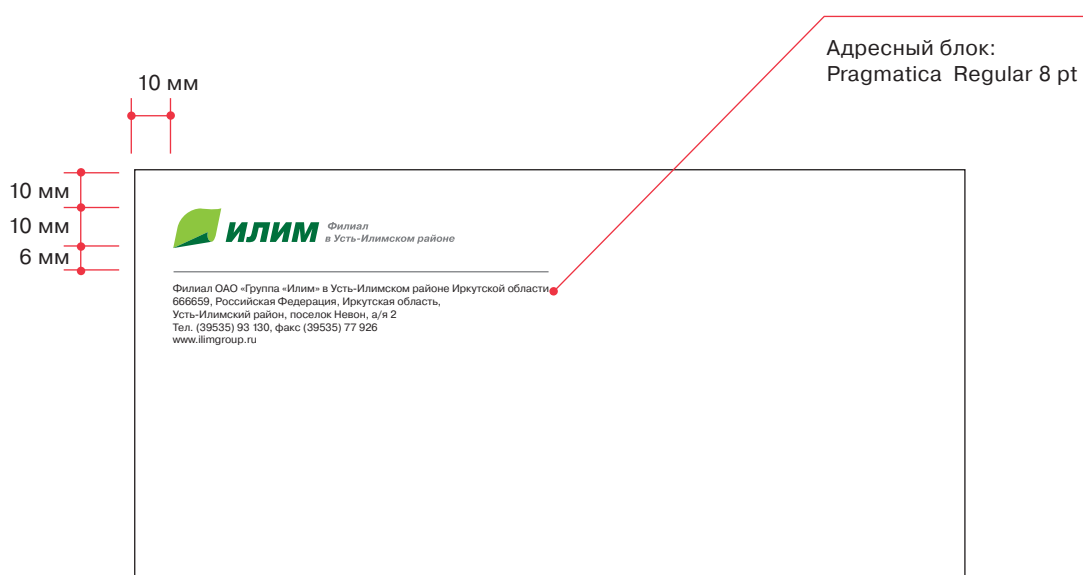 Адресный блок:
Pragmatica Regular 8 pt
10 мм
10 мм
10 мм
6 мм
ИЛИМ
Филиал
в Усть-Илимском районе
Филиал ОАО «Группа «Илим» в Усть-Илимском районе Иркутской области
666659, Российская Федерация, Иркутская область,
Усть-Илимский район, поселок Невон, а/я 2
Тел. (39535) 93 130, факс (39535) 77 926
www.ilimgroup.ru